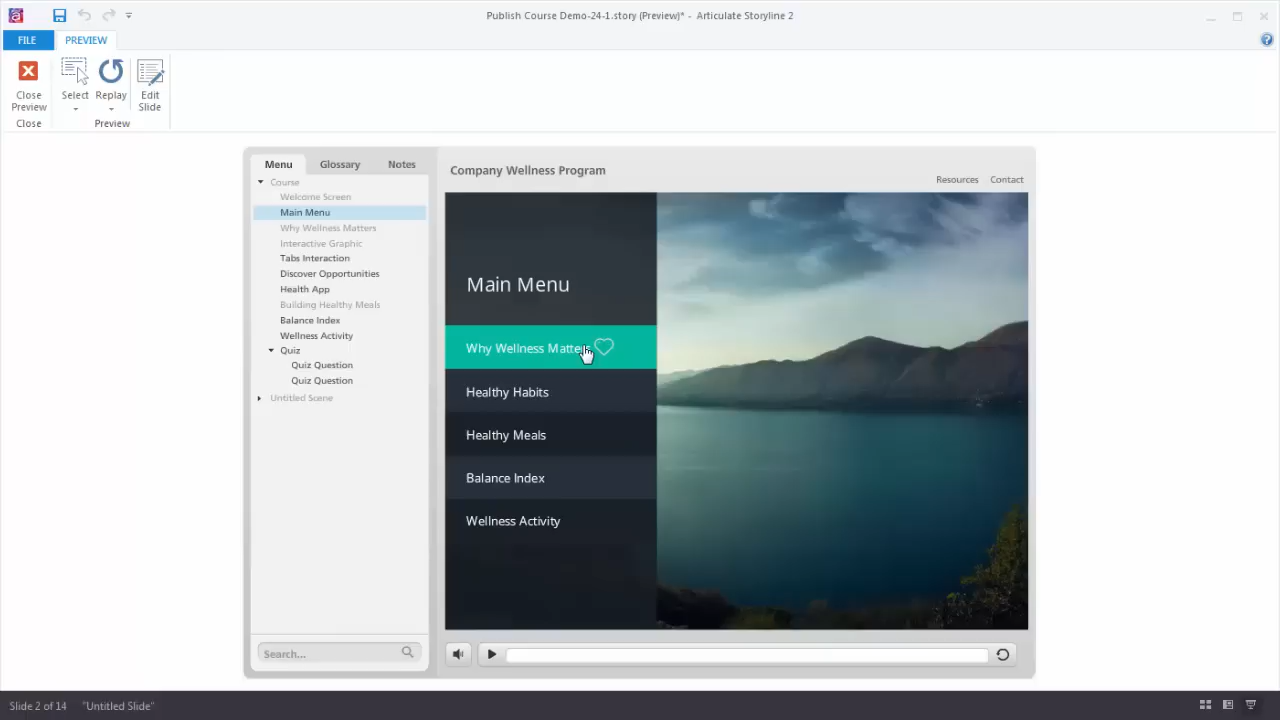 Publish Course Demo-24-1.story (Preview)* - Articulate Storyline 2
FILE
PREVIEW
Close Preview
Select
Replay
Edit Slide
Close
Preview
Menu
Glossary
Notes
Course
Welcome Screen
Main Menu
Why Wellness Matters
Interactive Graphic
Tabs Interaction
Discover Opportunities
Health App
Building Healthy Meals
Balance Index
Wellness Activity
Quiz
Quiz Question
Quiz Question
Untitled Scene
Search...
Company Wellness Program
Resources
Contact
Main Menu
Why Wellness Matters
Healthy Habits
Healthy Meals
Balance Index
Wellness Activity
Slide 2 of 14
"Untitled Slide"